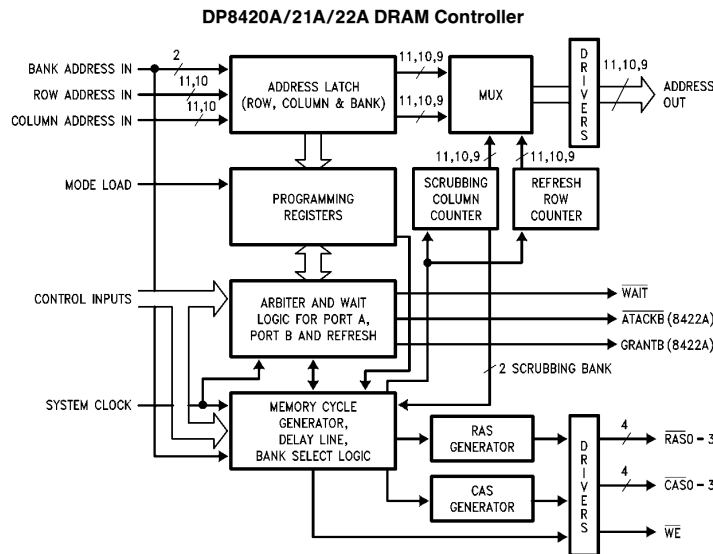 DP8420A/21A/22A DRAM Controller
BANK ADDRESS IN
2
ROW ADDRESS IN
11,10
COLUMN ADDRESS IN
11,10
ADDRESS LATCH
(ROW, COLUMN & BANK)
11,10,9
11,10,9
MUX
DRIVERS
11,10,9
ADDRESS
OUT
11,10,9
11,10,9
MODE LOAD
PROGRAMMING
REGISTERS
SCRUBBING
COLUMN
COUNTER
REFRESH
ROW
COUNTER
CONTROL INPUTS
ARBITER AND WAIT
LOGIC FOR PORT A,
PORT B AND REFRESH
WAIT
ATACKB (8422A)
GRANTB (8422A)
2 SCRUBBING BANK
SYSTEM CLOCK
MEMORY CYCLE
GENERATOR,
DELAY LINE,
BANK SELECT LOGIC
RAS
GENERATOR
CAS
GENERATOR
DRIVERS
4
RAS0-3
4
CAS0-3
WE